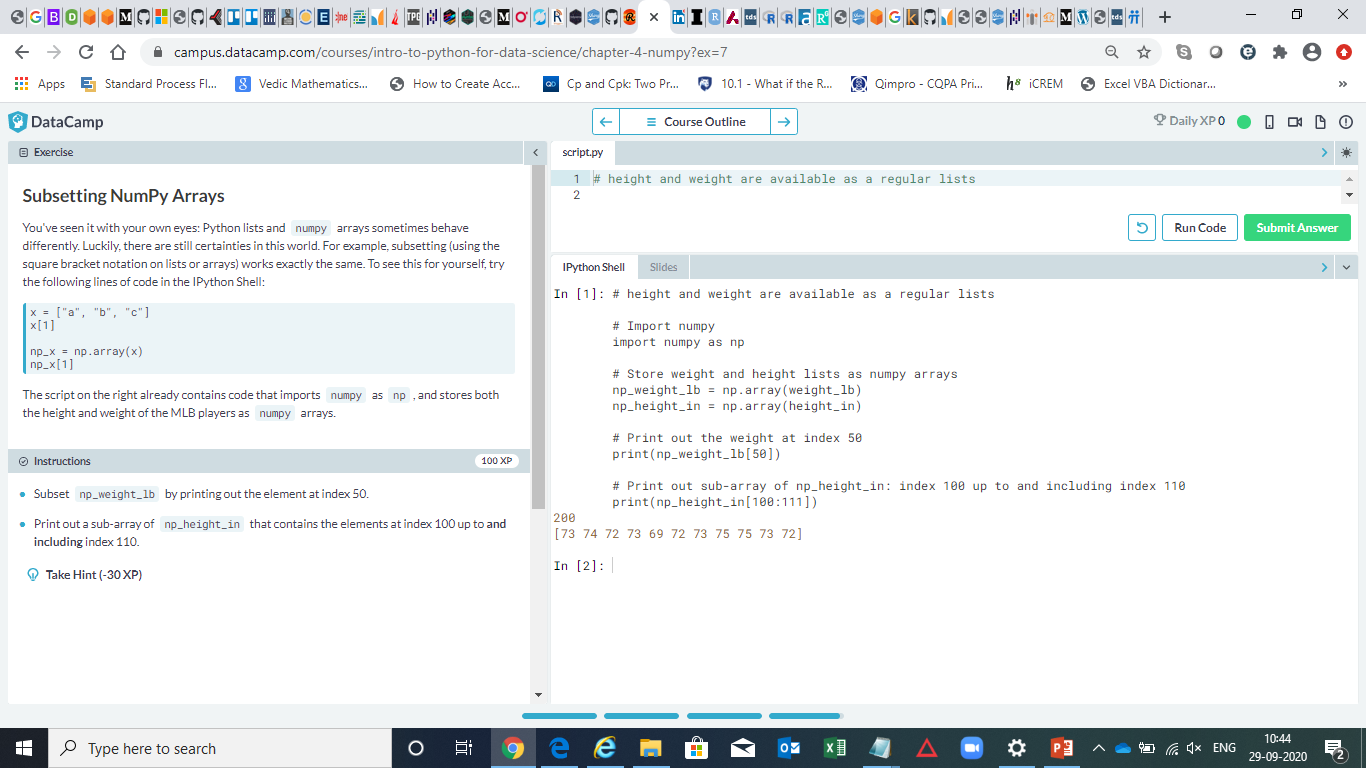 campus.datacamp.com/courses/intro-to-python-for-data-science/chapter-4-numpy?ex=7
Apps Standard Process Fl... Vedic Mathematics... How to Create Acc... Cp and Cpk: Two Pr... 10.1 - What if the R... Qimpro - CQPA Pri... iCREM Excel VBA Dictionar... »
DataCamp
Course Outline
Daily XP 0
Exercise
Subsetting NumPy Arrays
You've seen it with your own eyes: Python lists and numpy arrays sometimes behave
differently. Luckily, there are still certainties in this world. For example, subsetting (using the
square bracket notation on lists or arrays) works exactly the same. To see this for yourself, try
the following lines of code in the IPython Shell:
x = ["a", "b", "c"]
x[1]
np_x = np.array(x)
np_x[1]
The script on the right already contains code that imports numpy as np , and stores both
the height and weight of the MLB players as numpy arrays.
Instructions 100 XP
Subset np_weight_lb by printing out the element at index 50.
Print out a sub-array of np_height_in that contains the elements at index 100 up to and
including index 110.
Take Hint (-30 XP)
script.py
1 # height and weight are available as a regular lists
2
Run Code Submit Answer
IPython Shell Slides
In [1]: # height and weight are available as a regular lists
# Import numpy
import numpy as np
# Store weight and height lists as numpy arrays
np_weight_lb = np.array(weight_lb)
np_height_in = np.array(height_in)
# Print out the weight at index 50
print(np_weight_lb[50])
# Print out sub-array of np_height_in: index 100 up to and including index 110
print(np_height_in[100:111])
200
[73 74 72 73 69 72 73 75 75 73 72]
In [2]:
Type here to search
ENG
10:44
29-09-2020
2